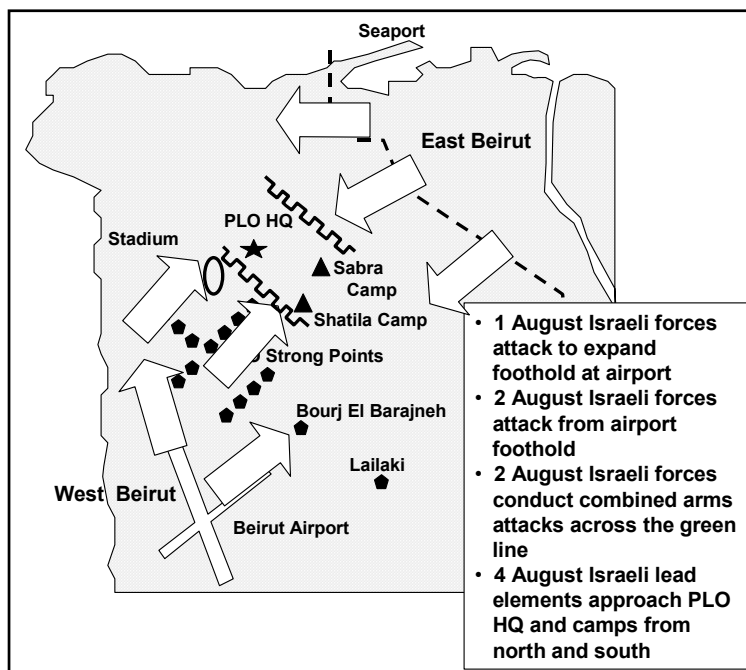 Seaport
East Beirut
PLO HQ
Stadium
Sabra
Camp
Shatila Camp
Strong Points
Bourj El Barajneh
Lailaki
West Beirut
Beirut Airport
• 1 August Israeli forces
attack to expand
foothold at airport
• 2 August Israeli forces
attack from airport
foothold
• 2 August Israeli forces
conduct combined arms
attacks across the green
line
• 4 August Israeli lead
elements approach PLO
HQ and camps from
north and south